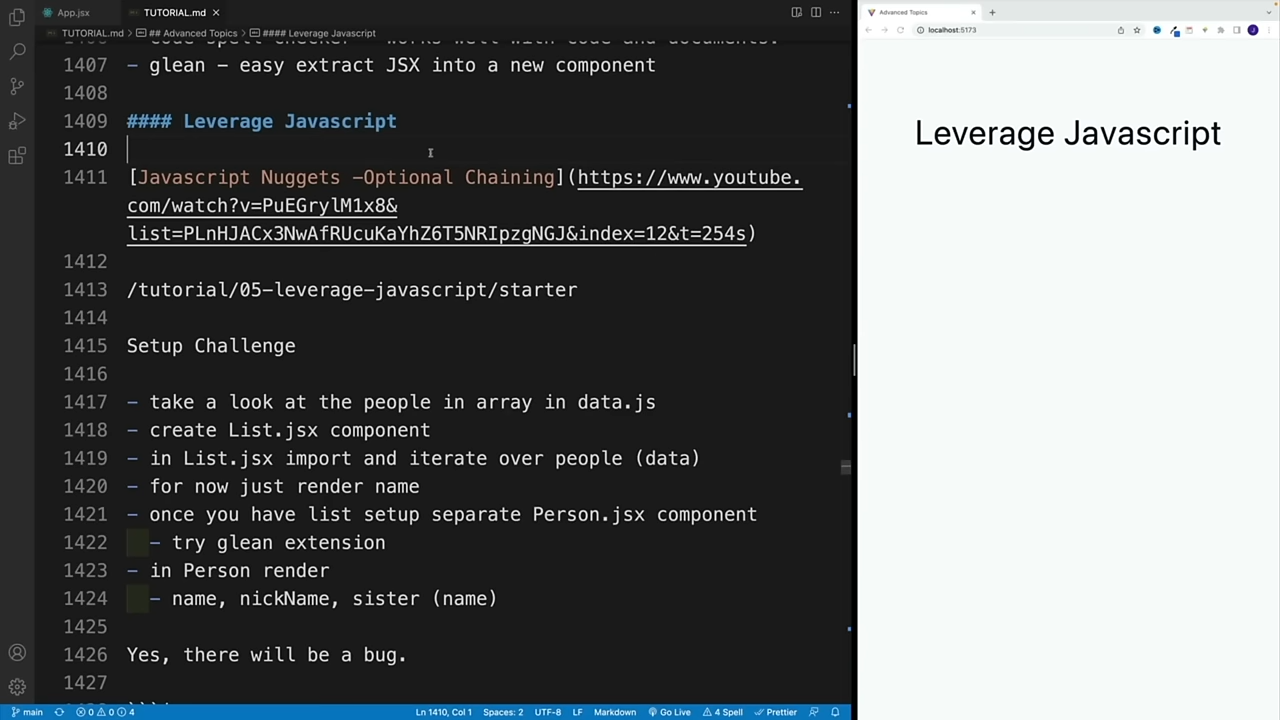 App.jsx
TUTORIAL.md
TUTORIAL.md > ## Advanced Topics > #### Leverage Javascript
1407 - glean - easy extract JSX into a new component
1408
1409 #### Leverage Javascript
1410
1411 [Javascript Nuggets -Optional Chaining](https://www.youtube.
com/watch?v=PuEGrylM1x8&
list=PLnHJACx3NwAfRUcuKaYhZ6T5NRIpzgNGJ&index=12&t=254s)
1412
1413 /tutorial/05-leverage-javascript/starter
1414
1415 Setup Challenge
1416
1417 - take a look at the people in array in data.js
1418 - create List.jsx component
1419 - in List.jsx import and iterate over people (data)
1420 - for now just render name
1421 - once you have list setup separate Person.jsx component
1422 - try glean extension
1423 - in Person render
1424 - name, nickName, sister (name)
1425
1426 Yes, there will be a bug.
1427
main 0 0 4 Ln 1410, Col 1 Spaces: 2 UTF-8 LF Markdown Go Live 4 Spell Prettier
Advanced Topics
localhost:5173
J
Leverage Javascript